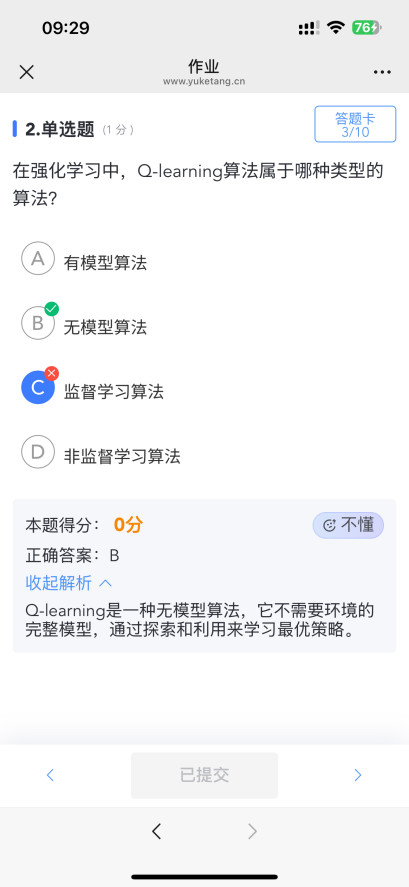 09:29
76
作业
www.yuketang.cn
2.单选题 (1 分)
答题卡
3/10
在强化学习中，Q-learning算法属于哪种类型的
算法?
A 有模型算法
B 无模型算法
C 监督学习算法
D 非监督学习算法
本题得分： 0分
不懂
正确答案：B
收起解析
Q-learning是一种无模型算法，它不需要环境的
完整模型，通过探索和利用来学习最优策略。
已提交